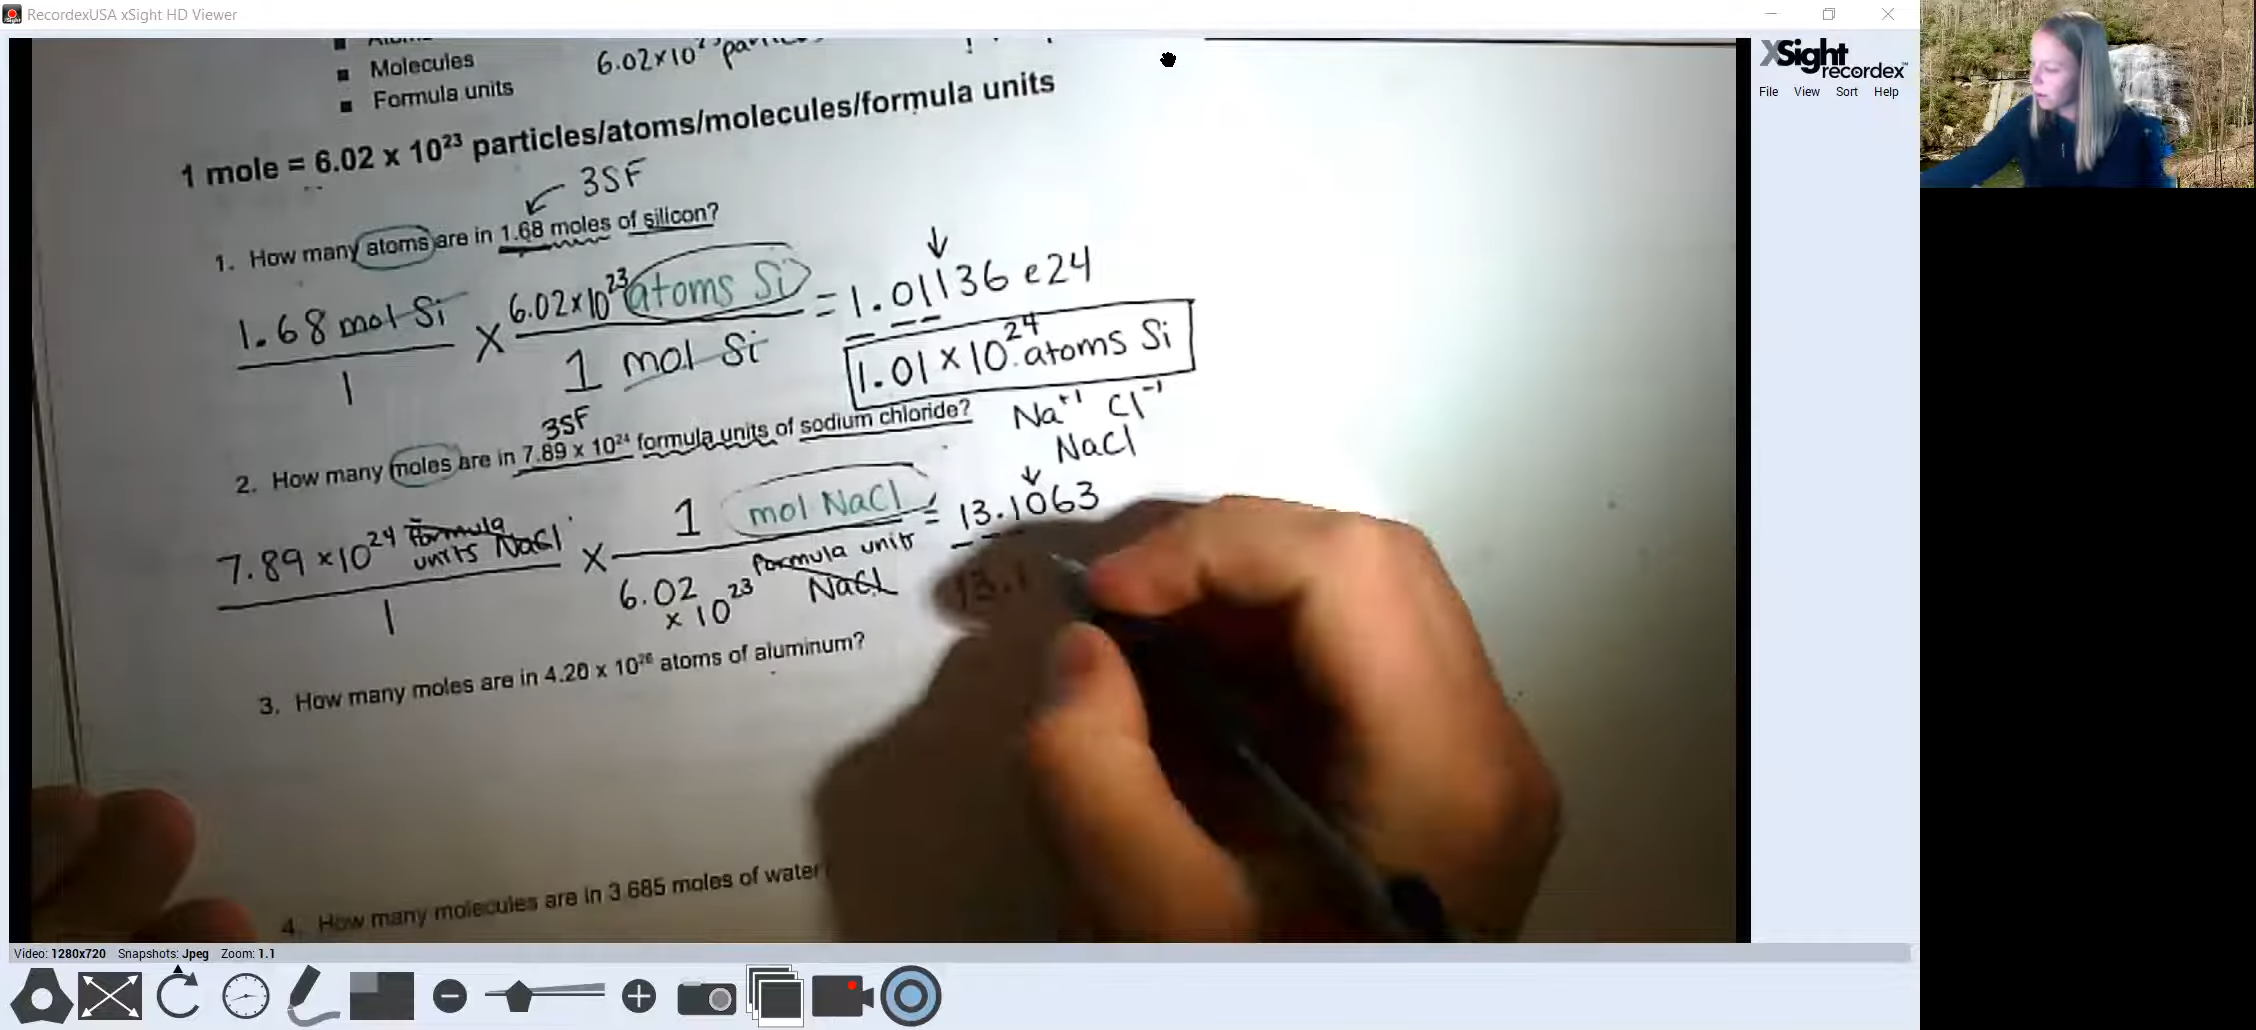 RecordexUSA xSight HD Viewer
XSight
recordex
File View Sort Help
Molecules 6.02x10²³
Formula units
1 mole = 6.02 x 10²³ particles/atoms/molecules/formula units
3SF
1. How many atoms are in 1.68 moles of silicon?
1.68 mol Si x 6.02x10²³ atoms Si = 1.01136 e24
1 1 mol Si
1.01 x 10²⁴ atoms Si
Na⁺¹ Cl⁻¹
NaCl
3SF
2. How many moles are in 7.89 x 10²⁴ formula units of sodium chloride?
7.89 x10²⁴ formula units NaCl x 1 mol NaCl = 13.1063
1 6.02 x 10²³ formula units NaCl
13.1
3. How many moles are in 4.20 x 10²⁶ atoms of aluminum?
4. How many molecules are in 3.685 moles of water
Video: 1280x720 Snapshots: Jpeg Zoom: 1.1